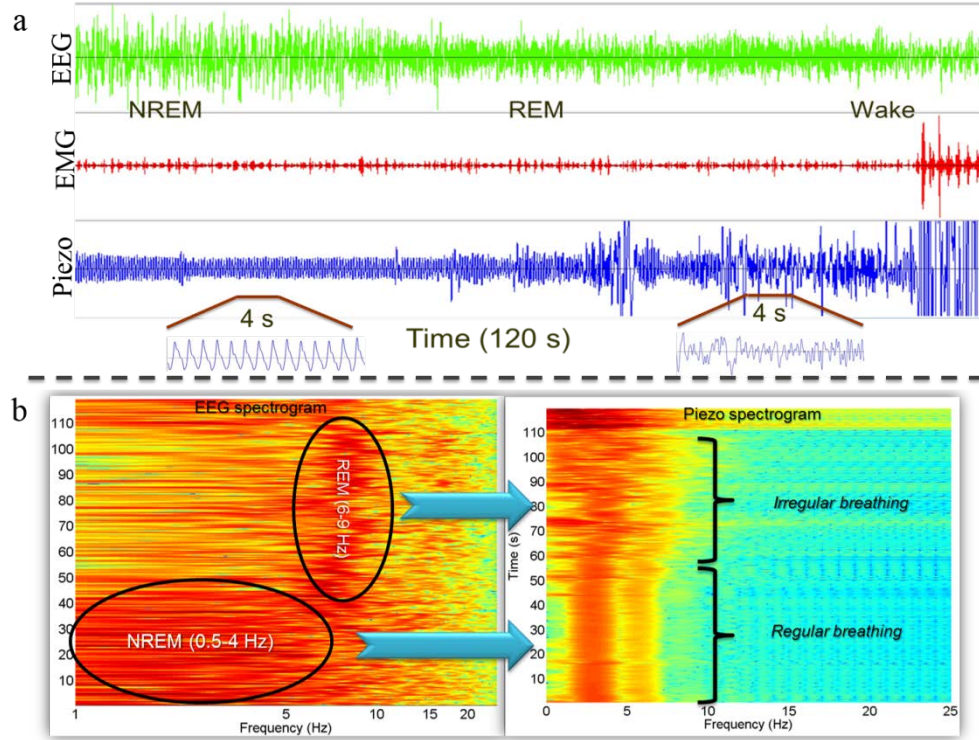 a
EEG
NREM
REM
Wake
EMG
Piezo
4 s
Time (120 s)
4 s
b
EEG spectrogram
110
100
90
80
70
60
50
40
30
20
10
REM (6-9 Hz)
NREM (0.5-4 Hz)
1
5
10
15
20
Frequency (Hz)
Piezo spectrogram
Time (s)
110
100
90
80
70
60
50
40
30
20
10
Irregular breathing
Regular breathing
0
5
10
15
20
25
Frequency (Hz)